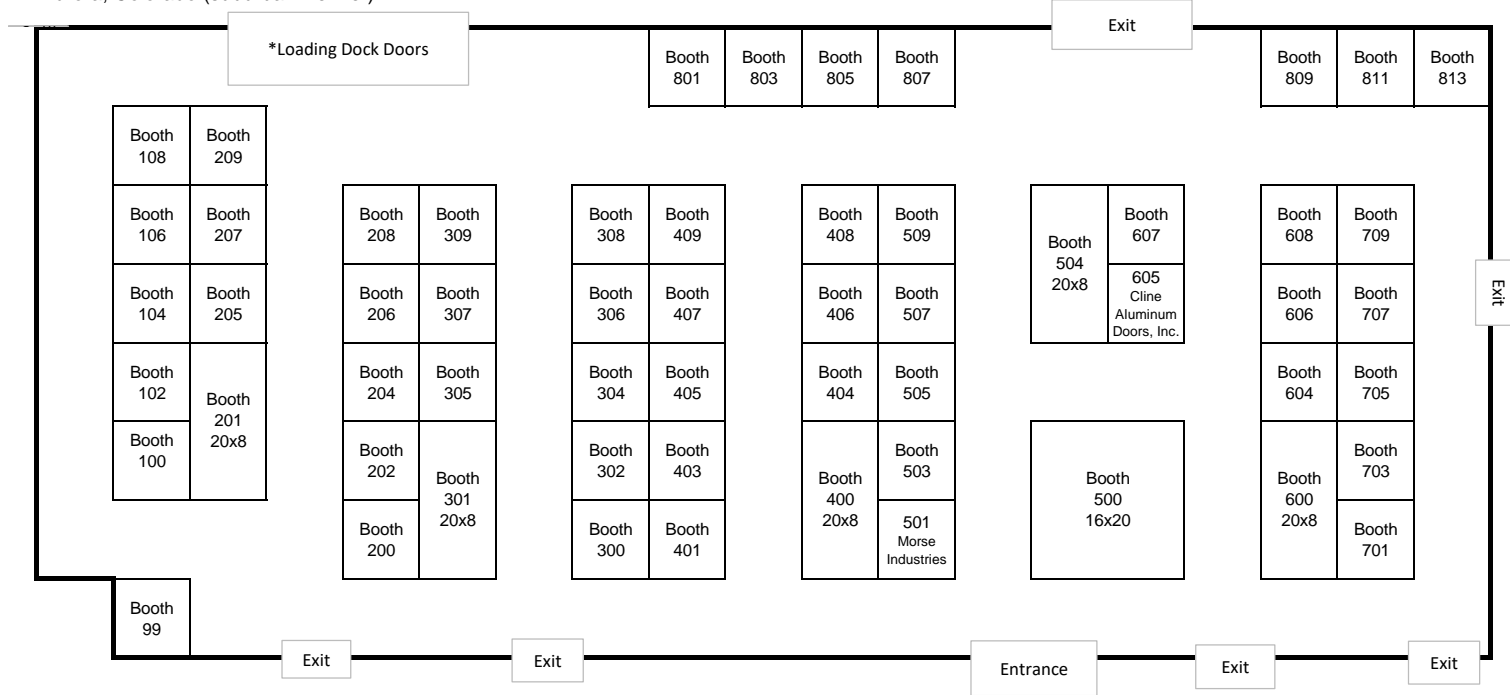 Exit
*Loading Dock Doors
Booth
801
Booth
803
Booth
805
Booth
807
Booth
809
Booth
811
Booth
813
Booth
108
Booth
209
Booth
106
Booth
207
Booth
208
Booth
309
Booth
308
Booth
409
Booth
408
Booth
509
Booth
504
20x8
Booth
607
Booth
608
Booth
709
Booth
104
Booth
205
Booth
206
Booth
307
Booth
306
Booth
407
Booth
406
Booth
507
605
Cline
Aluminum
Doors, Inc.
Booth
606
Booth
707
Exit
Booth
102
Booth
201
20x8
Booth
204
Booth
305
Booth
304
Booth
405
Booth
404
Booth
505
Booth
604
Booth
705
Booth
100
Booth
202
Booth
301
20x8
Booth
302
Booth
403
Booth
400
20x8
Booth
503
Booth
500
16x20
Booth
600
20x8
Booth
703
Booth
200
Booth
300
Booth
401
501
Morse
Industries
Booth
701
Booth
99
Exit
Exit
Entrance
Exit
Exit